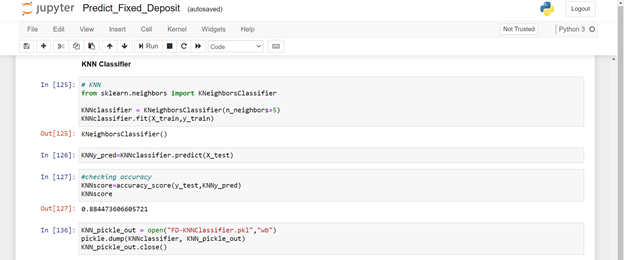 jupyter Predict_Fixed_Deposit (autosaved)
Logout
File Edit View Insert Cell Kernel Widgets Help
Not Trusted
Python 3
Run
Code
KNN Classifier
In [125]:
# KNN
from sklearn.neighbors import KNeighborsClassifier
KNNclassifier = KNeighborsClassifier(n_neighbors=5)
KNNclassifier.fit(X_train,y_train)
Out[125]: KNeighborsClassifier()
In [126]: KNNy_pred=KNNclassifier.predict(X_test)
In [127]: #checking accuracy
KNNscore=accuracy_score(y_test,KNNy_pred)
KNNscore
Out[127]: 0.884473606605721
In [136]: KNN_pickle_out = open("FD-KNNClassifier.pkl","wb")
pickle.dump(KNNclassifier, KNN_pickle_out)
KNN_pickle_out.close()